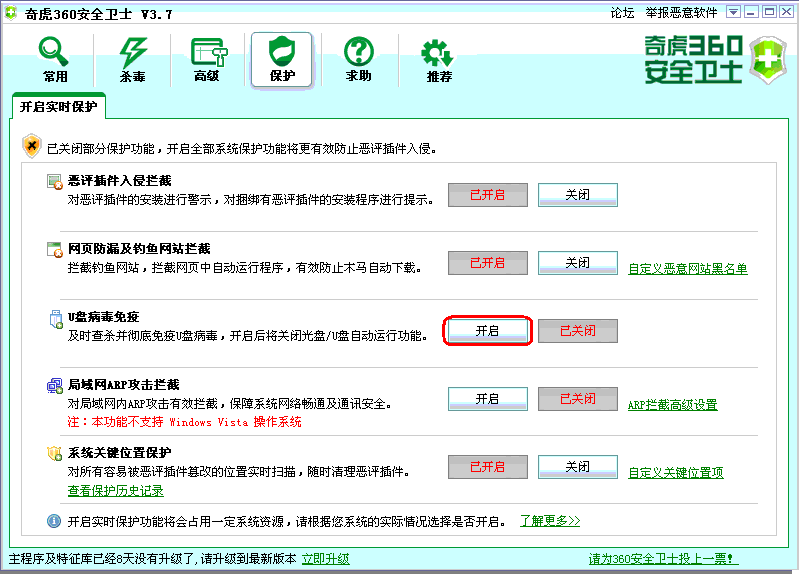 奇虎360安全卫士 V3.7
论坛 举报恶意软件
常用 杀毒 高级 保护 求助 推荐
奇虎360
安全卫士
开启实时保护
已关闭部分保护功能，开启全部系统保护功能将更有效防止恶评插件入侵。
恶评插件入侵拦截
对恶评插件的安装进行警示，对捆绑有恶评插件的安装程序进行提示。 已开启 关闭
网页防漏及钓鱼网站拦截
拦截钓鱼网站，拦截网页中自动运行程序，有效防止木马自动下载。 已开启 关闭 自定义恶意网站黑名单
U盘病毒免疫
及时查杀并彻底免疫U盘病毒，开启后将关闭光盘/U盘自动运行功能。 开启 已关闭
局域网ARP攻击拦截
对局域网内ARP攻击有效拦截，保障系统网络畅通及通讯安全。 开启 已关闭 ARP拦截高级设置
注：本功能不支持 Windows Vista 操作系统
系统关键位置保护
对所有容易被恶评插件篡改的位置实时扫描，随时清理恶评插件。 已开启 关闭 自定义关键位置项
查看保护历史记录
开启实时保护功能将会占用一定系统资源，请根据您系统的实际情况选择是否开启。 了解更多>>
主程序及特征库已经8天没有升级了,请升级到最新版本 立即升级 请为360安全卫士投上一票！